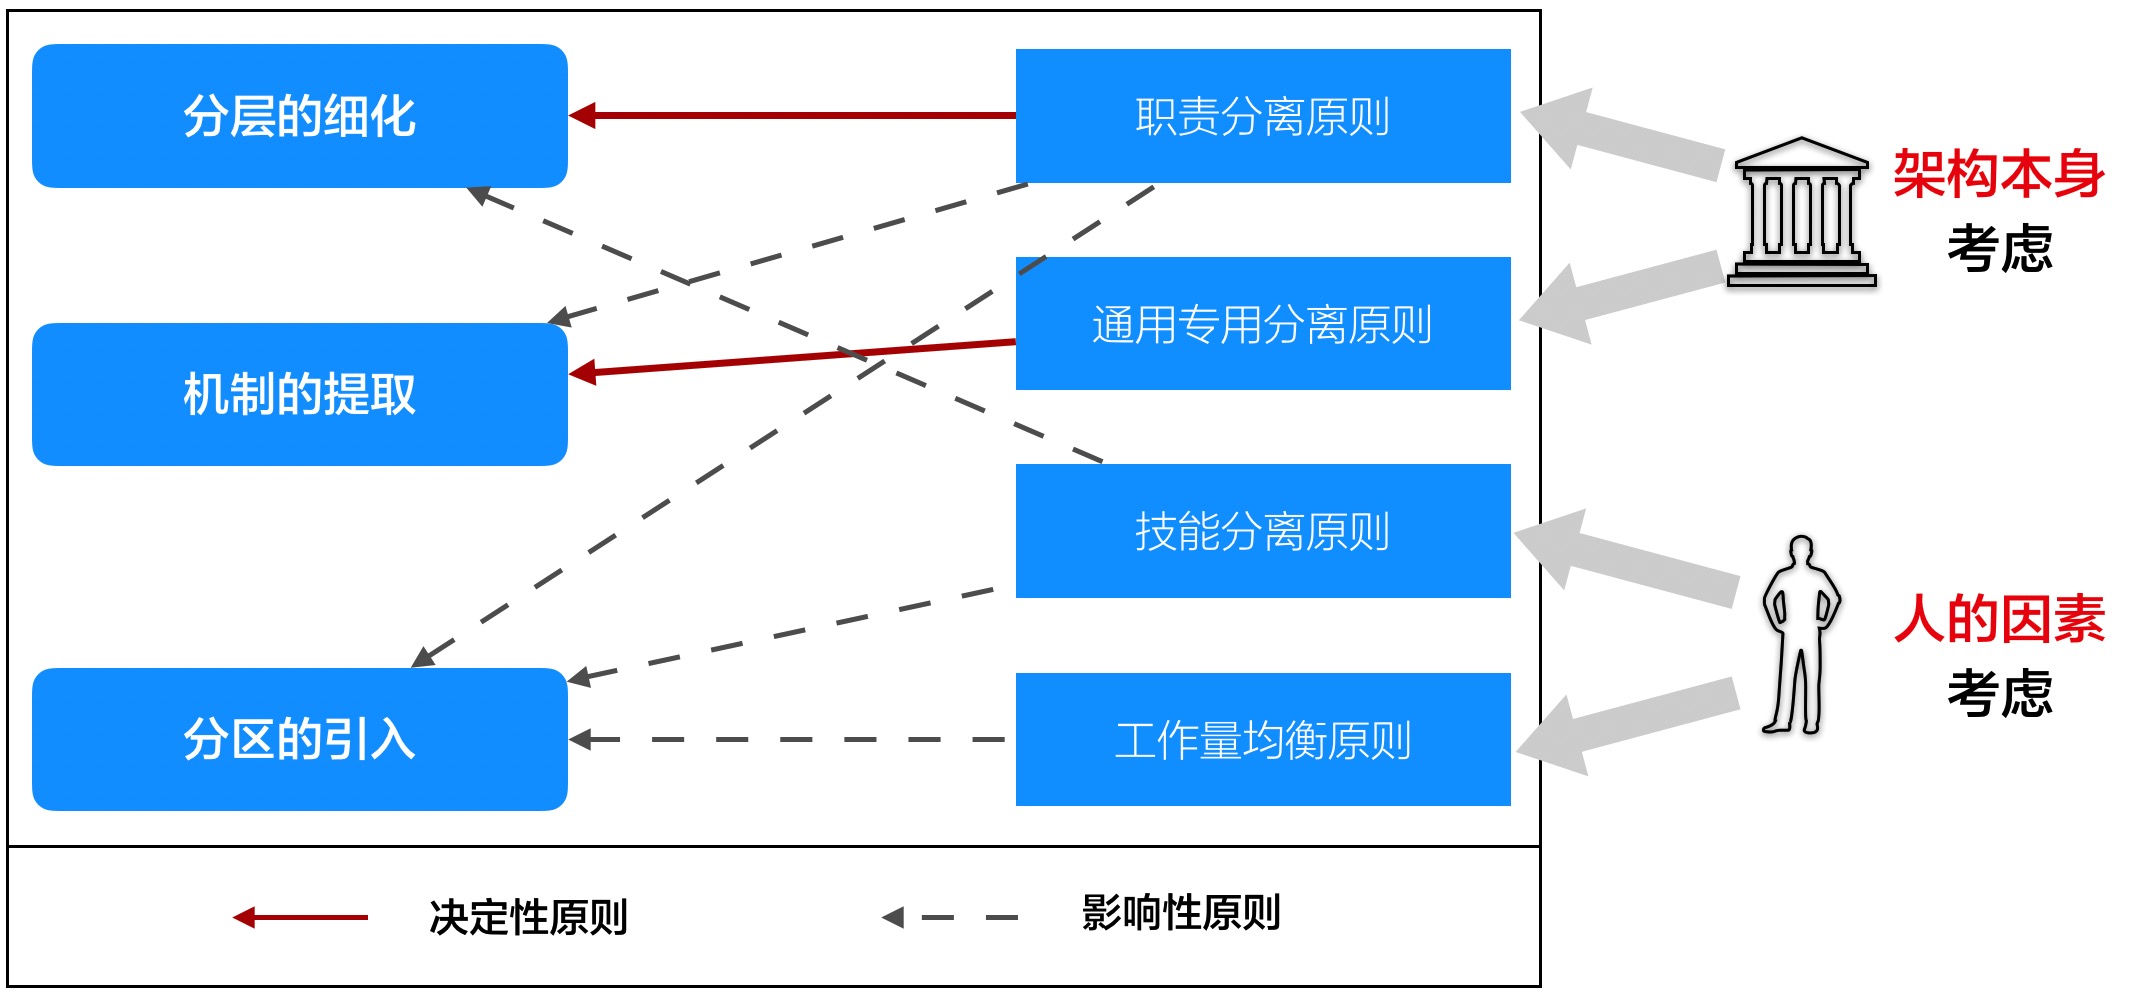 分层的细化
职责分离原则
架构本身
考虑
通用专用分离原则
机制的提取
技能分离原则
人的因素
考虑
分区的引入
工作量均衡原则
决定性原则
影响性原则